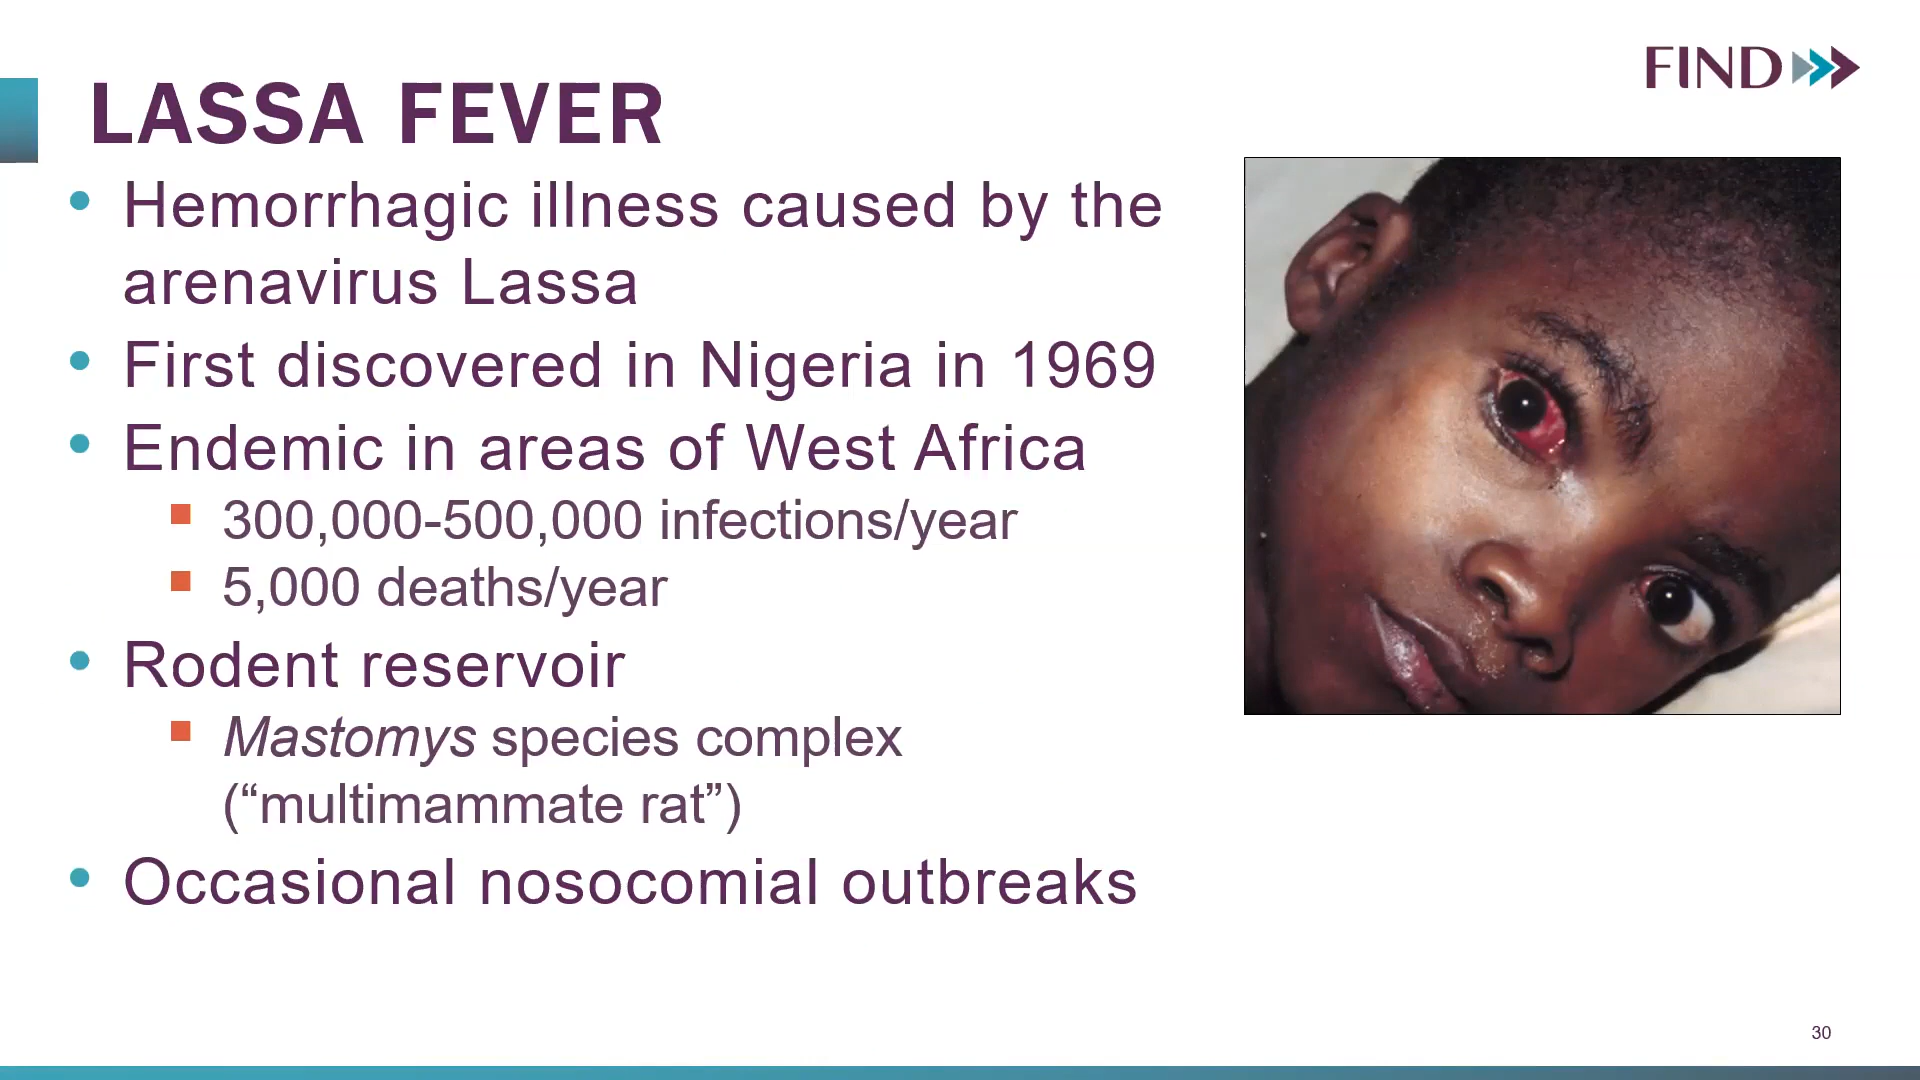 FIND
LASSA FEVER
• Hemorrhagic illness caused by the
arenavirus Lassa
• First discovered in Nigeria in 1969
• Endemic in areas of West Africa
▪ 300,000-500,000 infections/year
▪ 5,000 deaths/year
• Rodent reservoir
▪ Mastomys species complex
(“multimammate rat”)
• Occasional nosocomial outbreaks
30